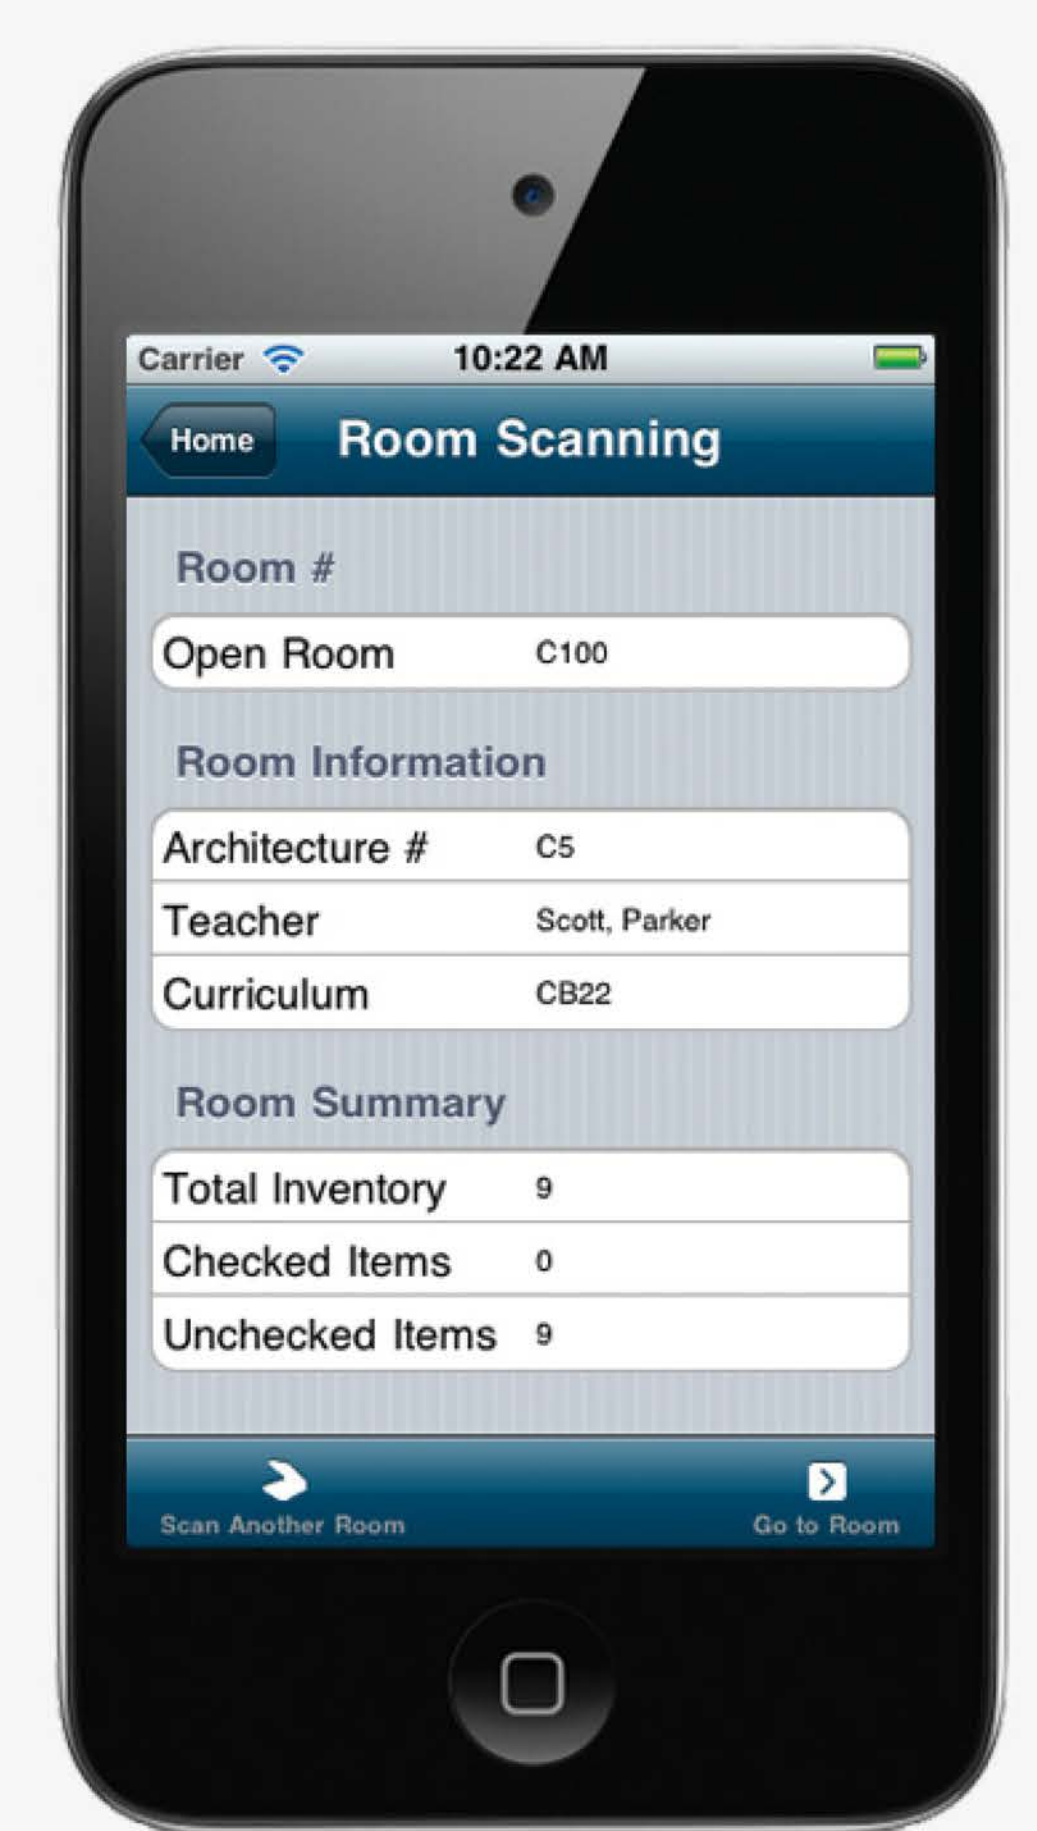 Carrier 10:22 AM
Home Room Scanning
Room #
Open Room C100
Room Information
Architecture # C5
Teacher Scott, Parker
Curriculum CB22
Room Summary
Total Inventory 9
Checked Items 0
Unchecked Items 9
Scan Another Room Go to Room